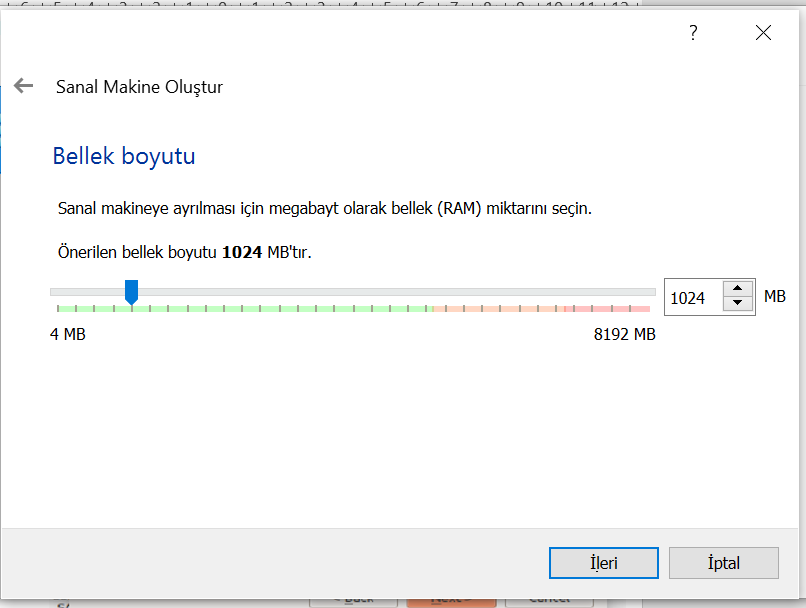 ?
Sanal Makine Oluştur
Bellek boyutu
Sanal makineye ayrılması için megabayt olarak bellek (RAM) miktarını seçin.
Önerilen bellek boyutu 1024 MB'tır.
1024 MB
4 MB 8192 MB
İleri İptal